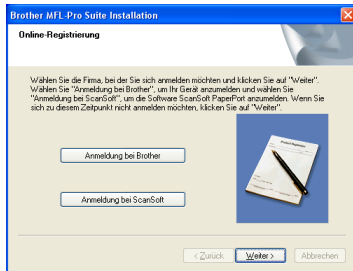 Brother MFL-Pro Suite Installation
Online-Registrierung
Wählen Sie die Firma, bei der Sie sich anmelden möchten und klicken Sie auf "Weiter".
Wählen Sie "Anmeldung bei Brother", um Ihr Gerät anzumelden und wählen Sie
"Anmeldung bei ScanSoft", um die Software ScanSoft PaperPort anzumelden. Wenn Sie
sich zu diesem Zeitpunkt nicht anmelden möchten, klicken Sie auf "Weiter".
Product Registration
Anmeldung bei Brother
Anmeldung bei ScanSoft
< Zurück
Weiter >
Abbrechen